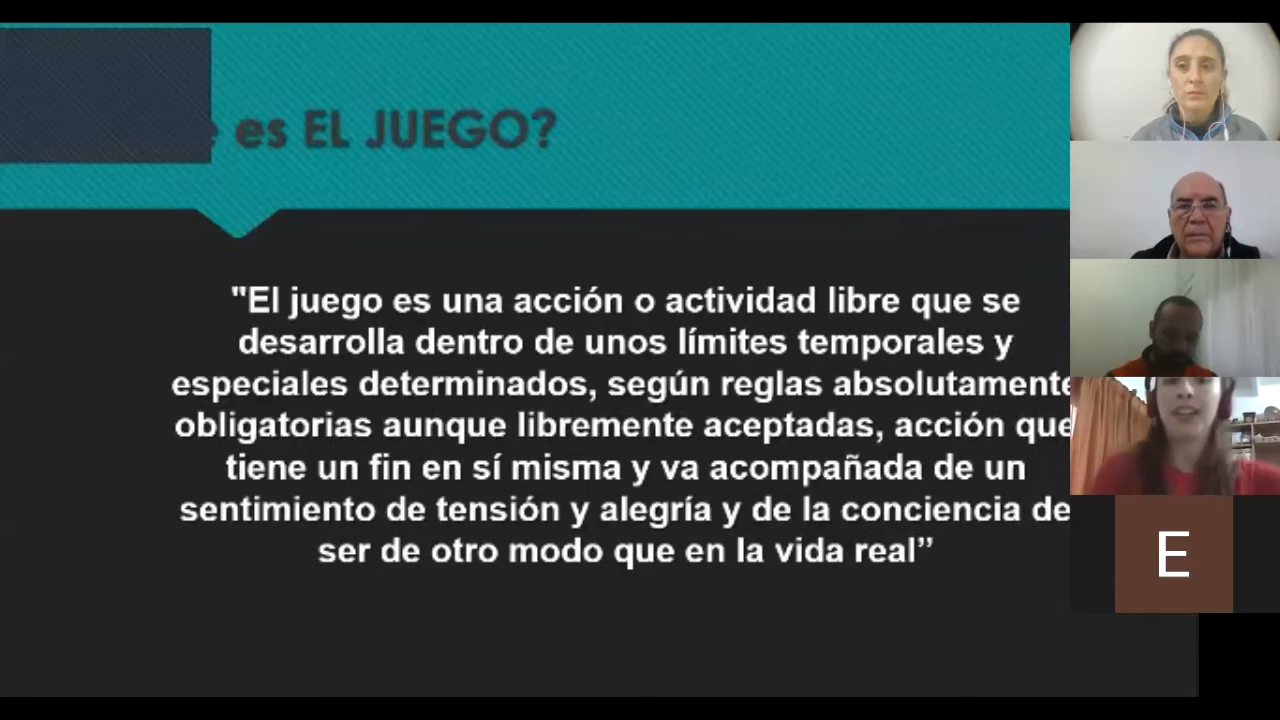 es EL JUEGO?
"El juego es una acción o actividad libre que se
desarrolla dentro de unos límites temporales y
especiales determinados, según reglas absolutamente
obligatorias aunque libremente aceptadas, acción que
tiene un fin en sí misma y va acompañada de un
sentimiento de tensión y alegría y de la conciencia de
ser de otro modo que en la vida real”
E